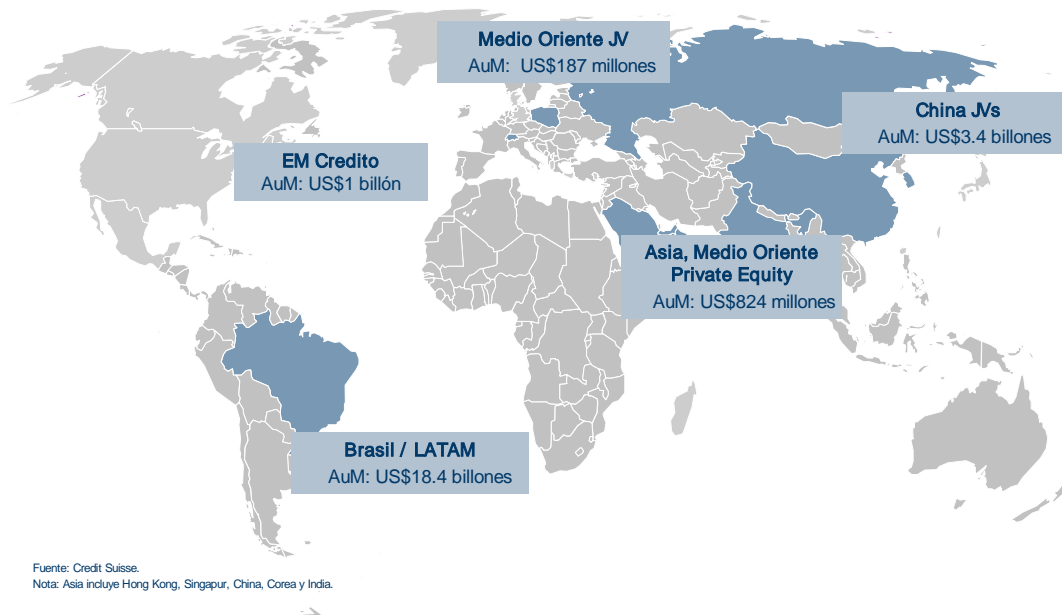 Medio Oriente JV
AuM: US$187 millones
China JVs
AuM: US$3.4 billones
EM Credito
AuM: US$1 billón
Asia, Medio Oriente
Private Equity
AuM: US$824 millones
Brasil / LATAM
AuM: US$18.4 billones
Fuente: Credit Suisse.
Nota: Asia incluye Hong Kong, Singapur, China, Corea y India.